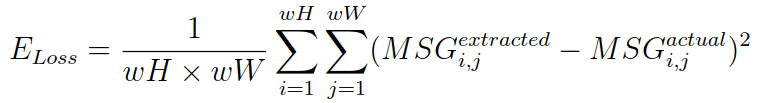 E_{Loss} = \frac{1}{wH \times wW} \sum_{i=1}^{wH} \sum_{j=1}^{wW} (MSG_{i,j}^{extracted} - MSG_{i,j}^{actual})^2